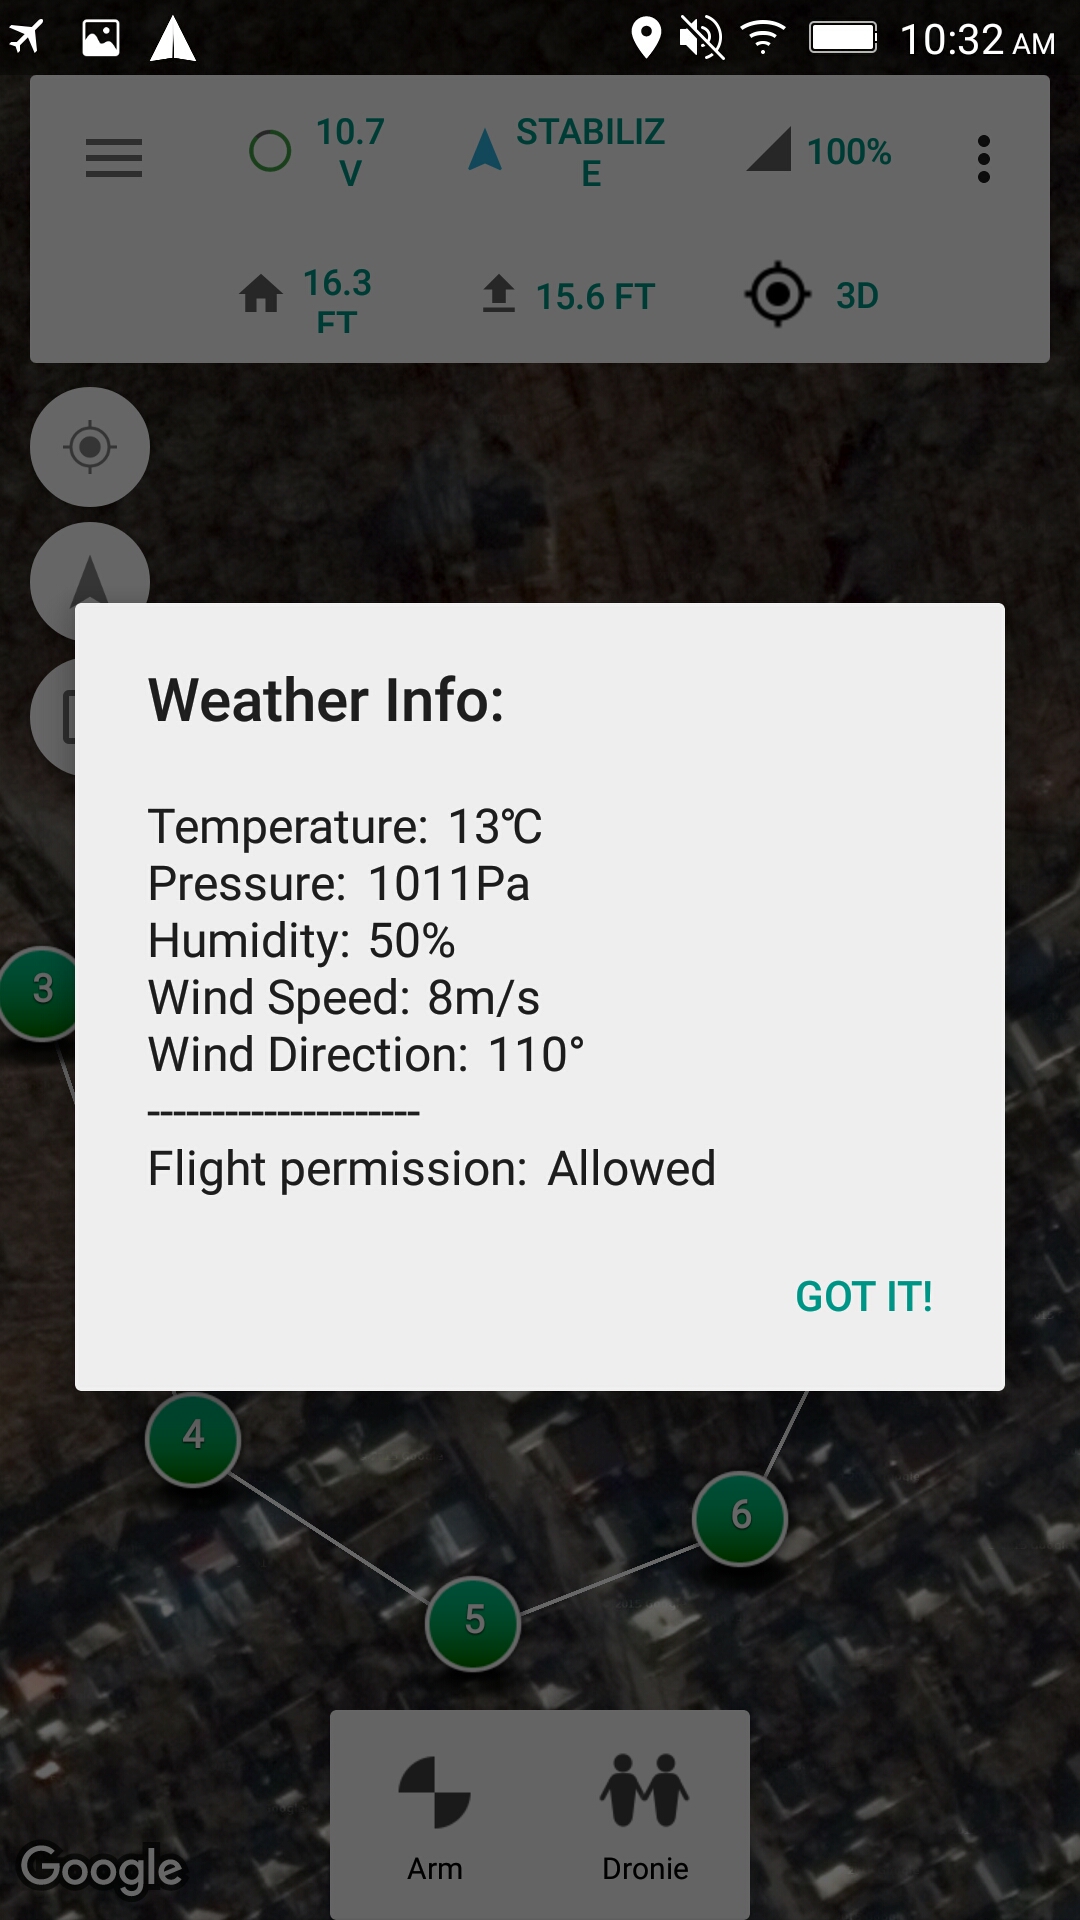 10:32 AM
10.7
V
STABILIZ
E
100%
16.3
FT
15.6 FT
3D
Weather Info:
Temperature: 13℃
Pressure: 1011Pa
Humidity: 50%
Wind Speed: 8m/s
Wind Direction: 110°
---------------------
Flight permission: Allowed
GOT IT!
3
4
6
5
Arm
Dronie
Google